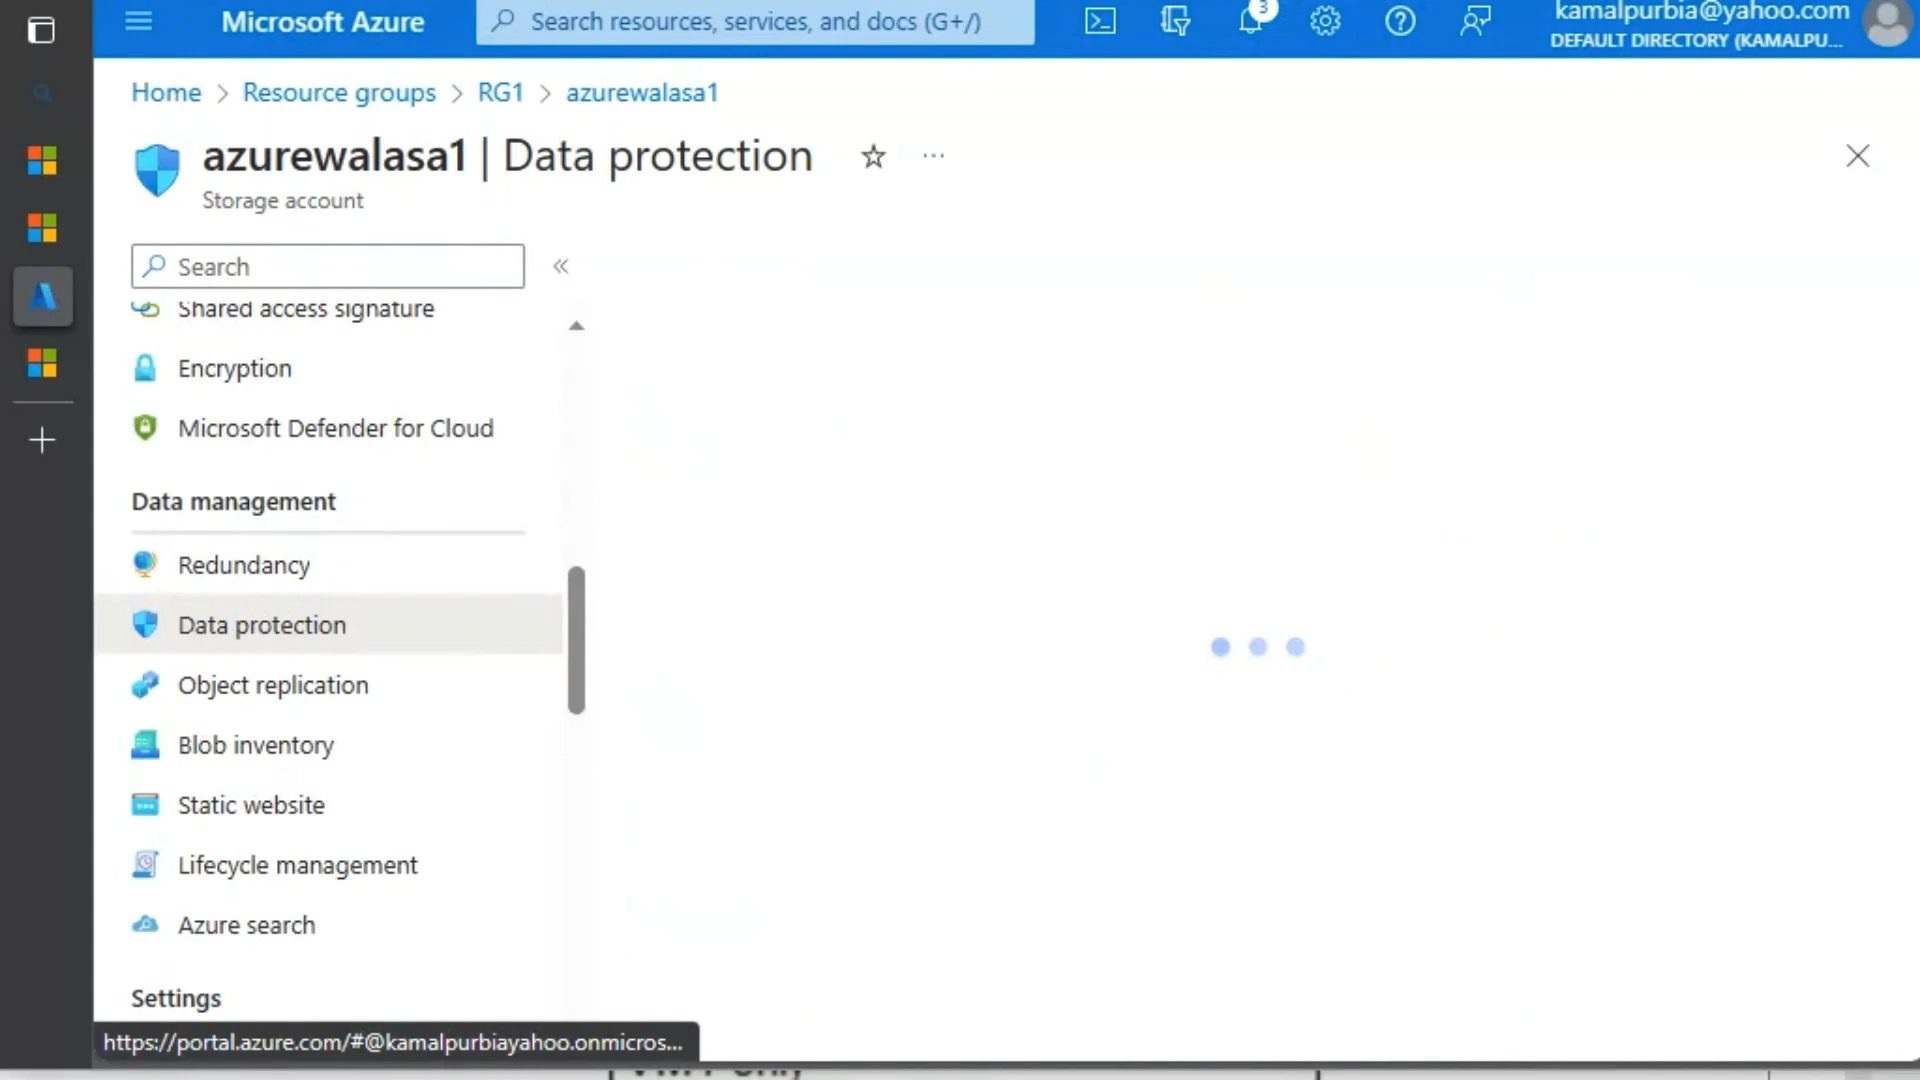 Microsoft Azure
Search resources, services, and docs (G+/)
3
kamalpurbia@yahoo.com
DEFAULT DIRECTORY (KAMALPU...
Home > Resource groups > RG1 > azurewalasa1
azurewalasa1 | Data protection
...
Storage account
Search
«
Shared access signature
Encryption
Microsoft Defender for Cloud
Data management
Redundancy
Data protection
Object replication
Blob inventory
Static website
Lifecycle management
Azure search
Settings
https://portal.azure.com/#@kamalpurbiayahoo.onmicros...